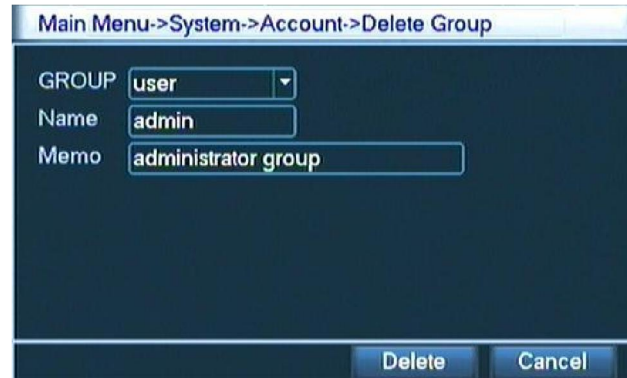 Main Menu->System->Account->Delete Group
GROUP user
Name admin
Memo administrator group
Delete Cancel